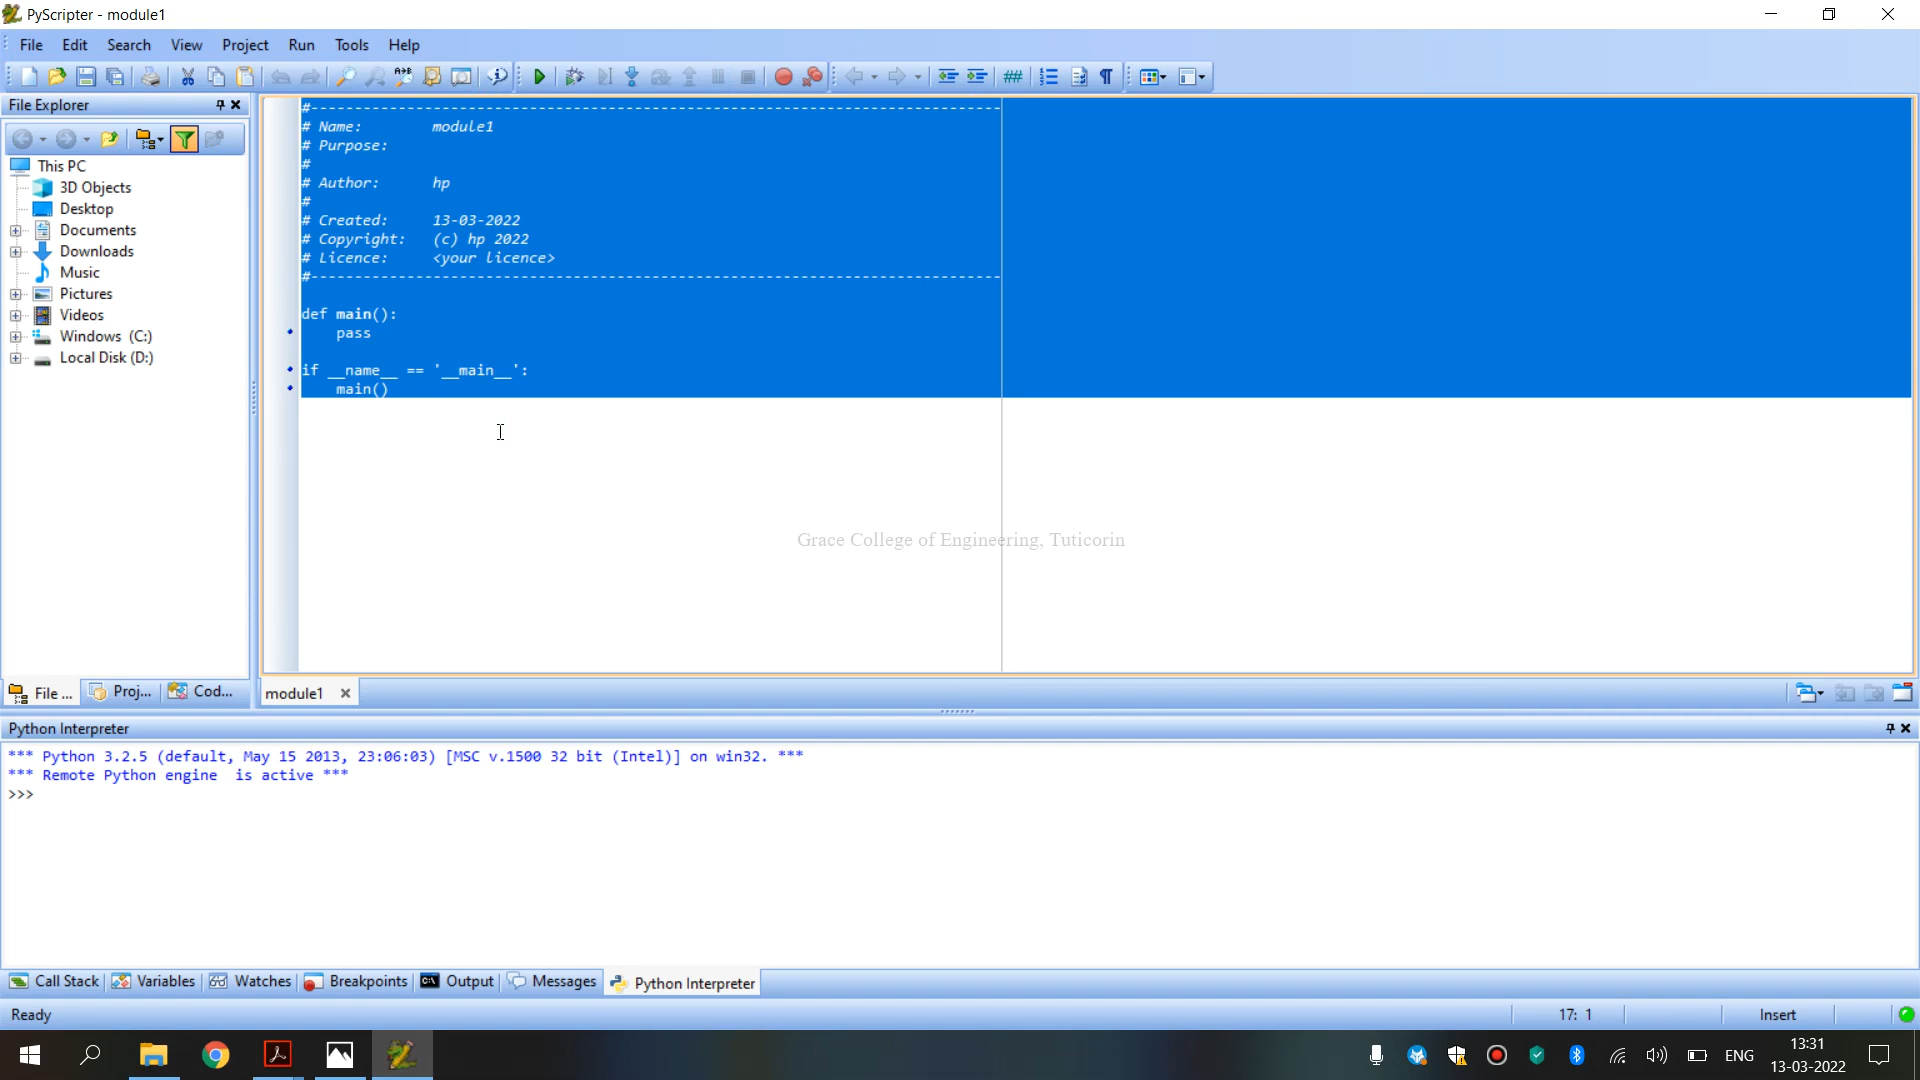 PyScripter - module1
File Edit Search View Project Run Tools Help
File Explorer
This PC
3D Objects
Desktop
Documents
Downloads
Music
Pictures
Videos
Windows (C:)
Local Disk (D:)
File ... Proj... Cod...
#-------------------------------------------------------------------------------
# Name: module1
# Purpose:
#
# Author: hp
#
# Created: 13-03-2022
# Copyright: (c) hp 2022
# Licence: <your licence>
#-------------------------------------------------------------------------------
def main():
pass
if __name__ == '__main__':
main()
Grace College of Engineering, Tuticorin
module1
Python Interpreter
*** Python 3.2.5 (default, May 15 2013, 23:06:03) [MSC v.1500 32 bit (Intel)] on win32. ***
*** Remote Python engine is active ***
>>>
Call Stack Variables Watches Breakpoints Output Messages Python Interpreter
Ready 17: 1 Insert
ENG
13:31
13-03-2022